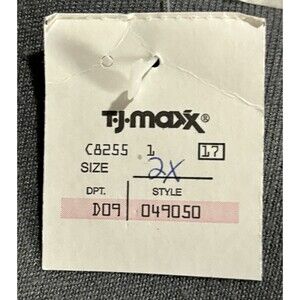 T·J·maxx®
C8255 1 17
SIZE 2X
DPT. STYLE
D09 049050